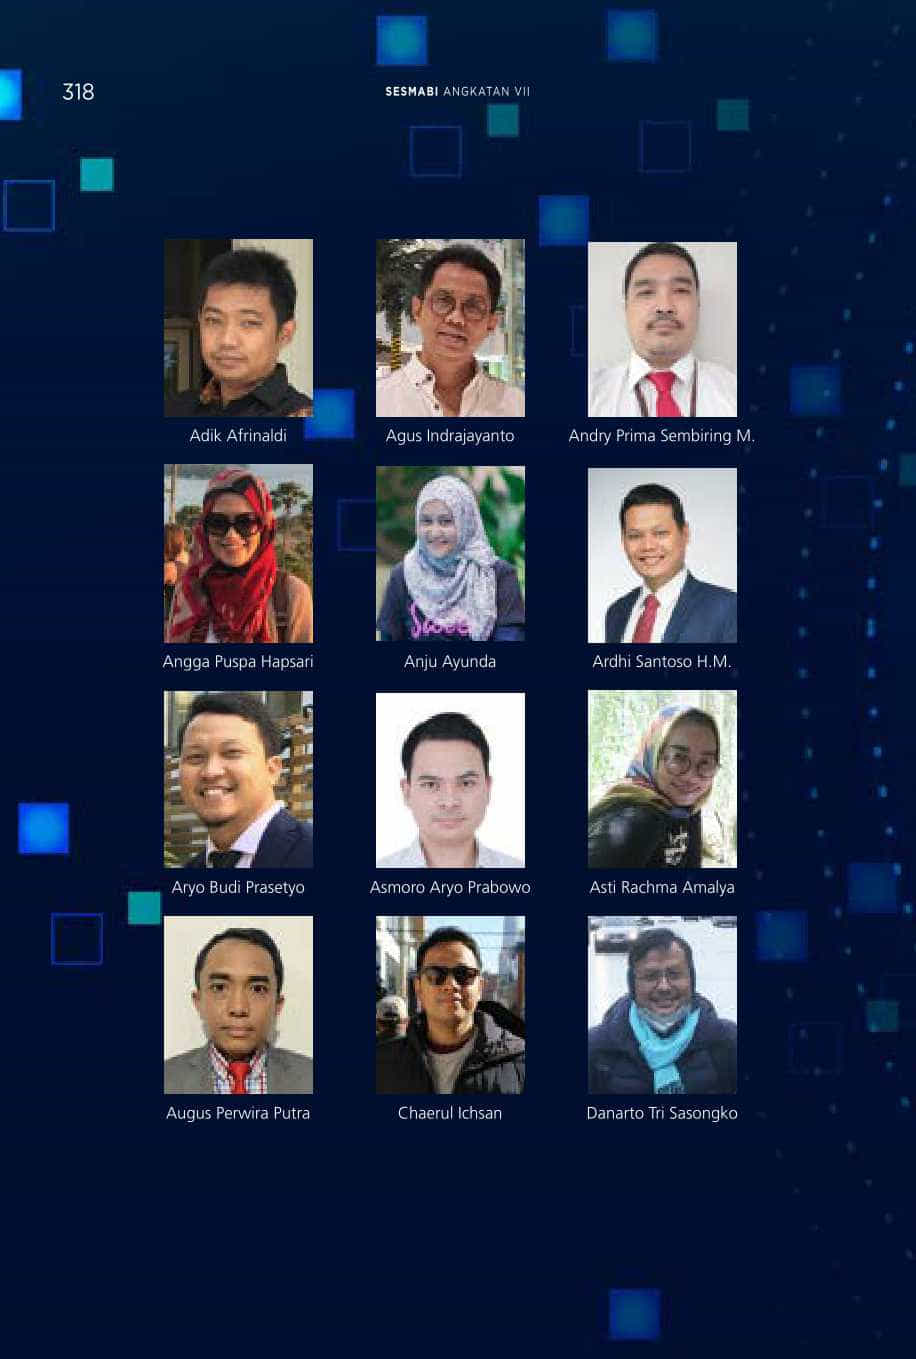 318
SESMABI ANGKATAN VII
Adik Afrinaldi
Agus Indrajayanto
Andry Prima Sembiring M.
Angga Puspa Hapsari
Anju Ayunda
Ardhi Santoso H.M.
Aryo Budi Prasetyo
Asmoro Aryo Prabowo
Asti Rachma Amalya
Augus Perwira Putra
Chaerul Ichsan
Danarto Tri Sasongko